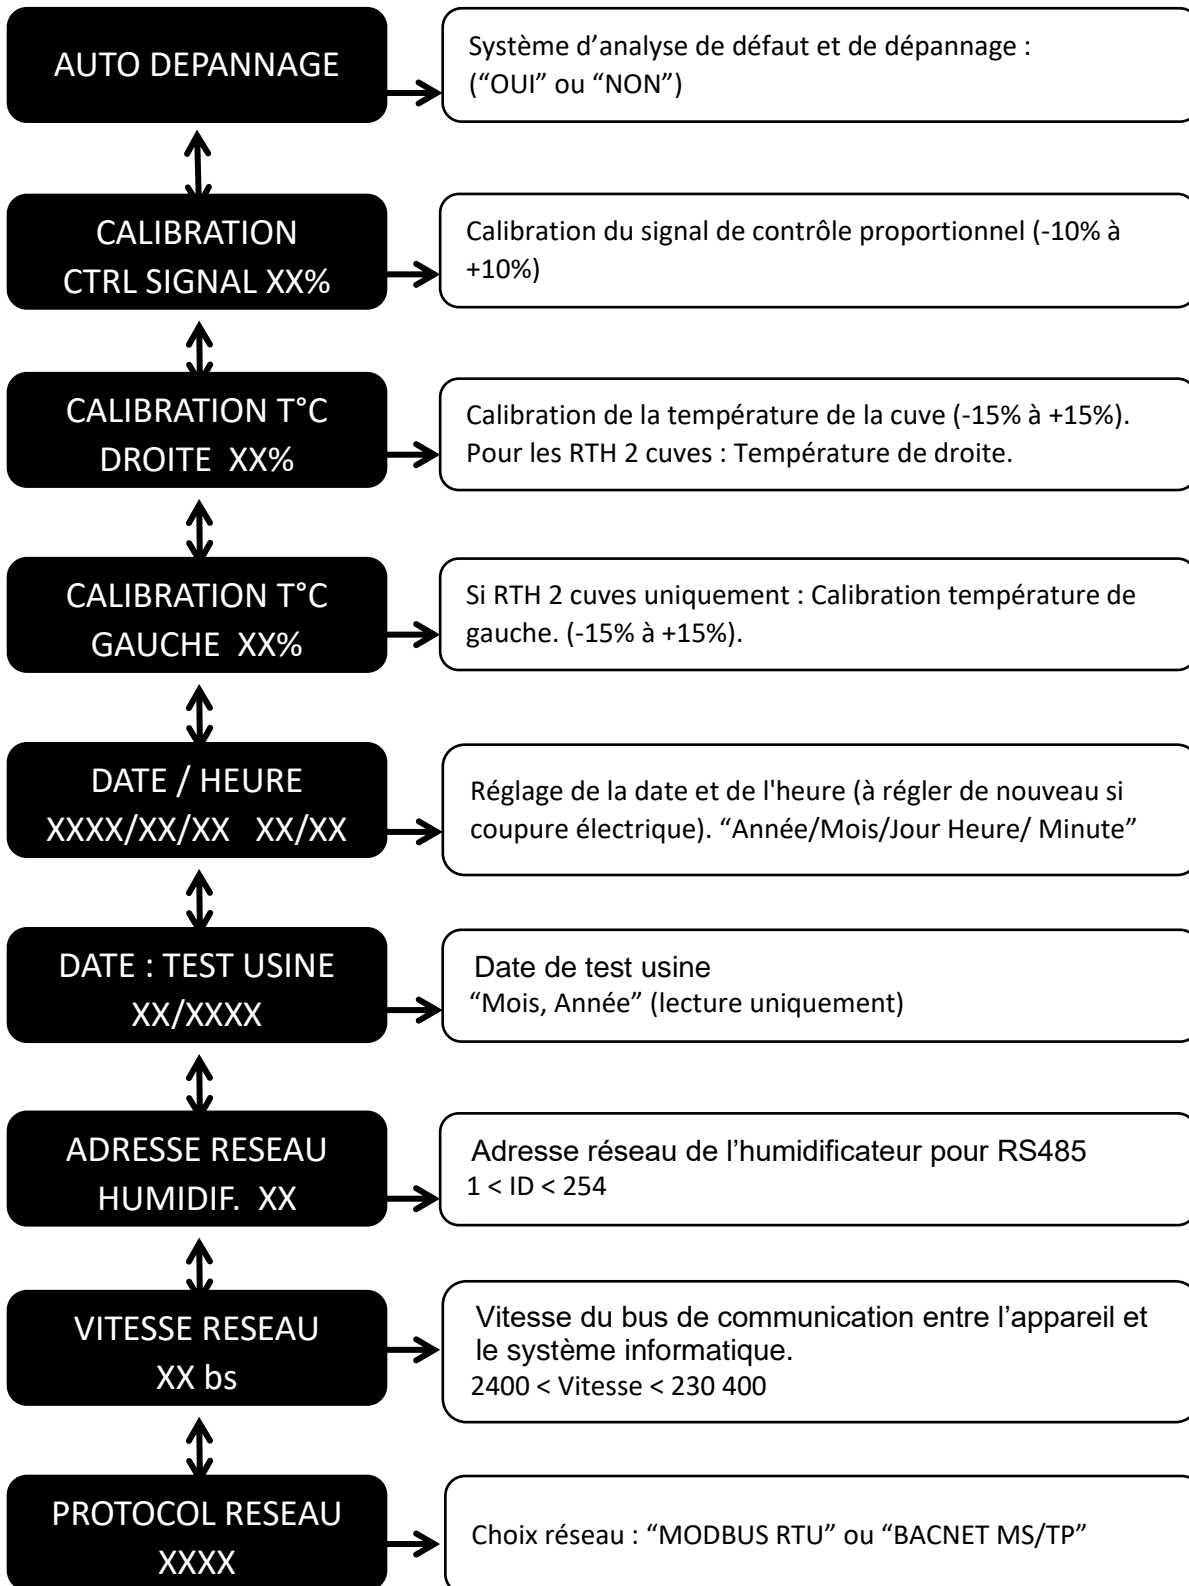 AUTO DEPANNAGE
Système d’analyse de défaut et de dépannage :
(“OUI” ou “NON”)
CALIBRATION
CTRL SIGNAL XX%
Calibration du signal de contrôle proportionnel (-10% à
+10%)
CALIBRATION T°C
DROITE XX%
Calibration de la température de la cuve (-15% à +15%).
Pour les RTH 2 cuves : Température de droite.
CALIBRATION T°C
GAUCHE XX%
Si RTH 2 cuves uniquement : Calibration température de
gauche. (-15% à +15%).
DATE / HEURE
XXXX/XX/XX XX/XX
Réglage de la date et de l'heure (à régler de nouveau si
coupure électrique). “Année/Mois/Jour Heure/ Minute”
DATE : TEST USINE
XX/XXXX
Date de test usine
“Mois, Année” (lecture uniquement)
ADRESSE RESEAU
HUMIDIF. XX
Adresse réseau de l’humidificateur pour RS485
1 < ID < 254
VITESSE RESEAU
XX bs
Vitesse du bus de communication entre l’appareil et
le système informatique.
2400 < Vitesse < 230 400
PROTOCOL RESEAU
XXXX
Choix réseau : “MODBUS RTU” ou “BACNET MS/TP”